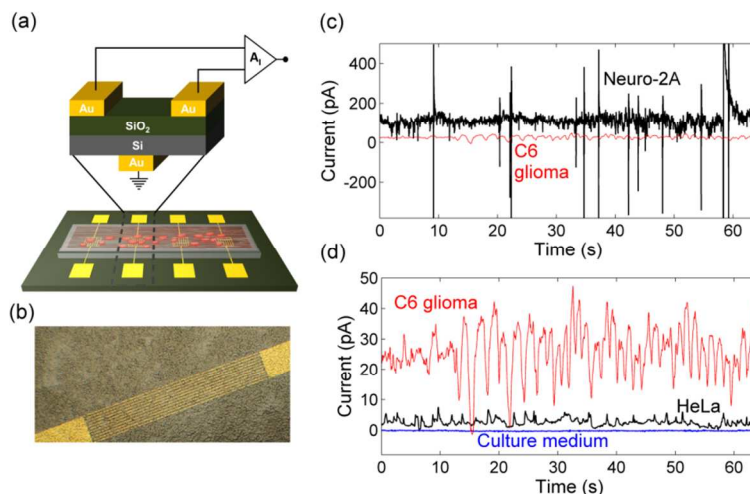 (a)
A_I
Au
Au
SiO₂
Si
Au
(b)
(c)
400
200
0
-200
Current (pA)
Neuro-2A
C6
glioma
0 10 20 30 40 50 60
Time (s)
(d)
50
40
30
20
10
0
Current (pA)
C6 glioma
HeLa
Culture medium
0 10 20 30 40 50 60
Time (s)